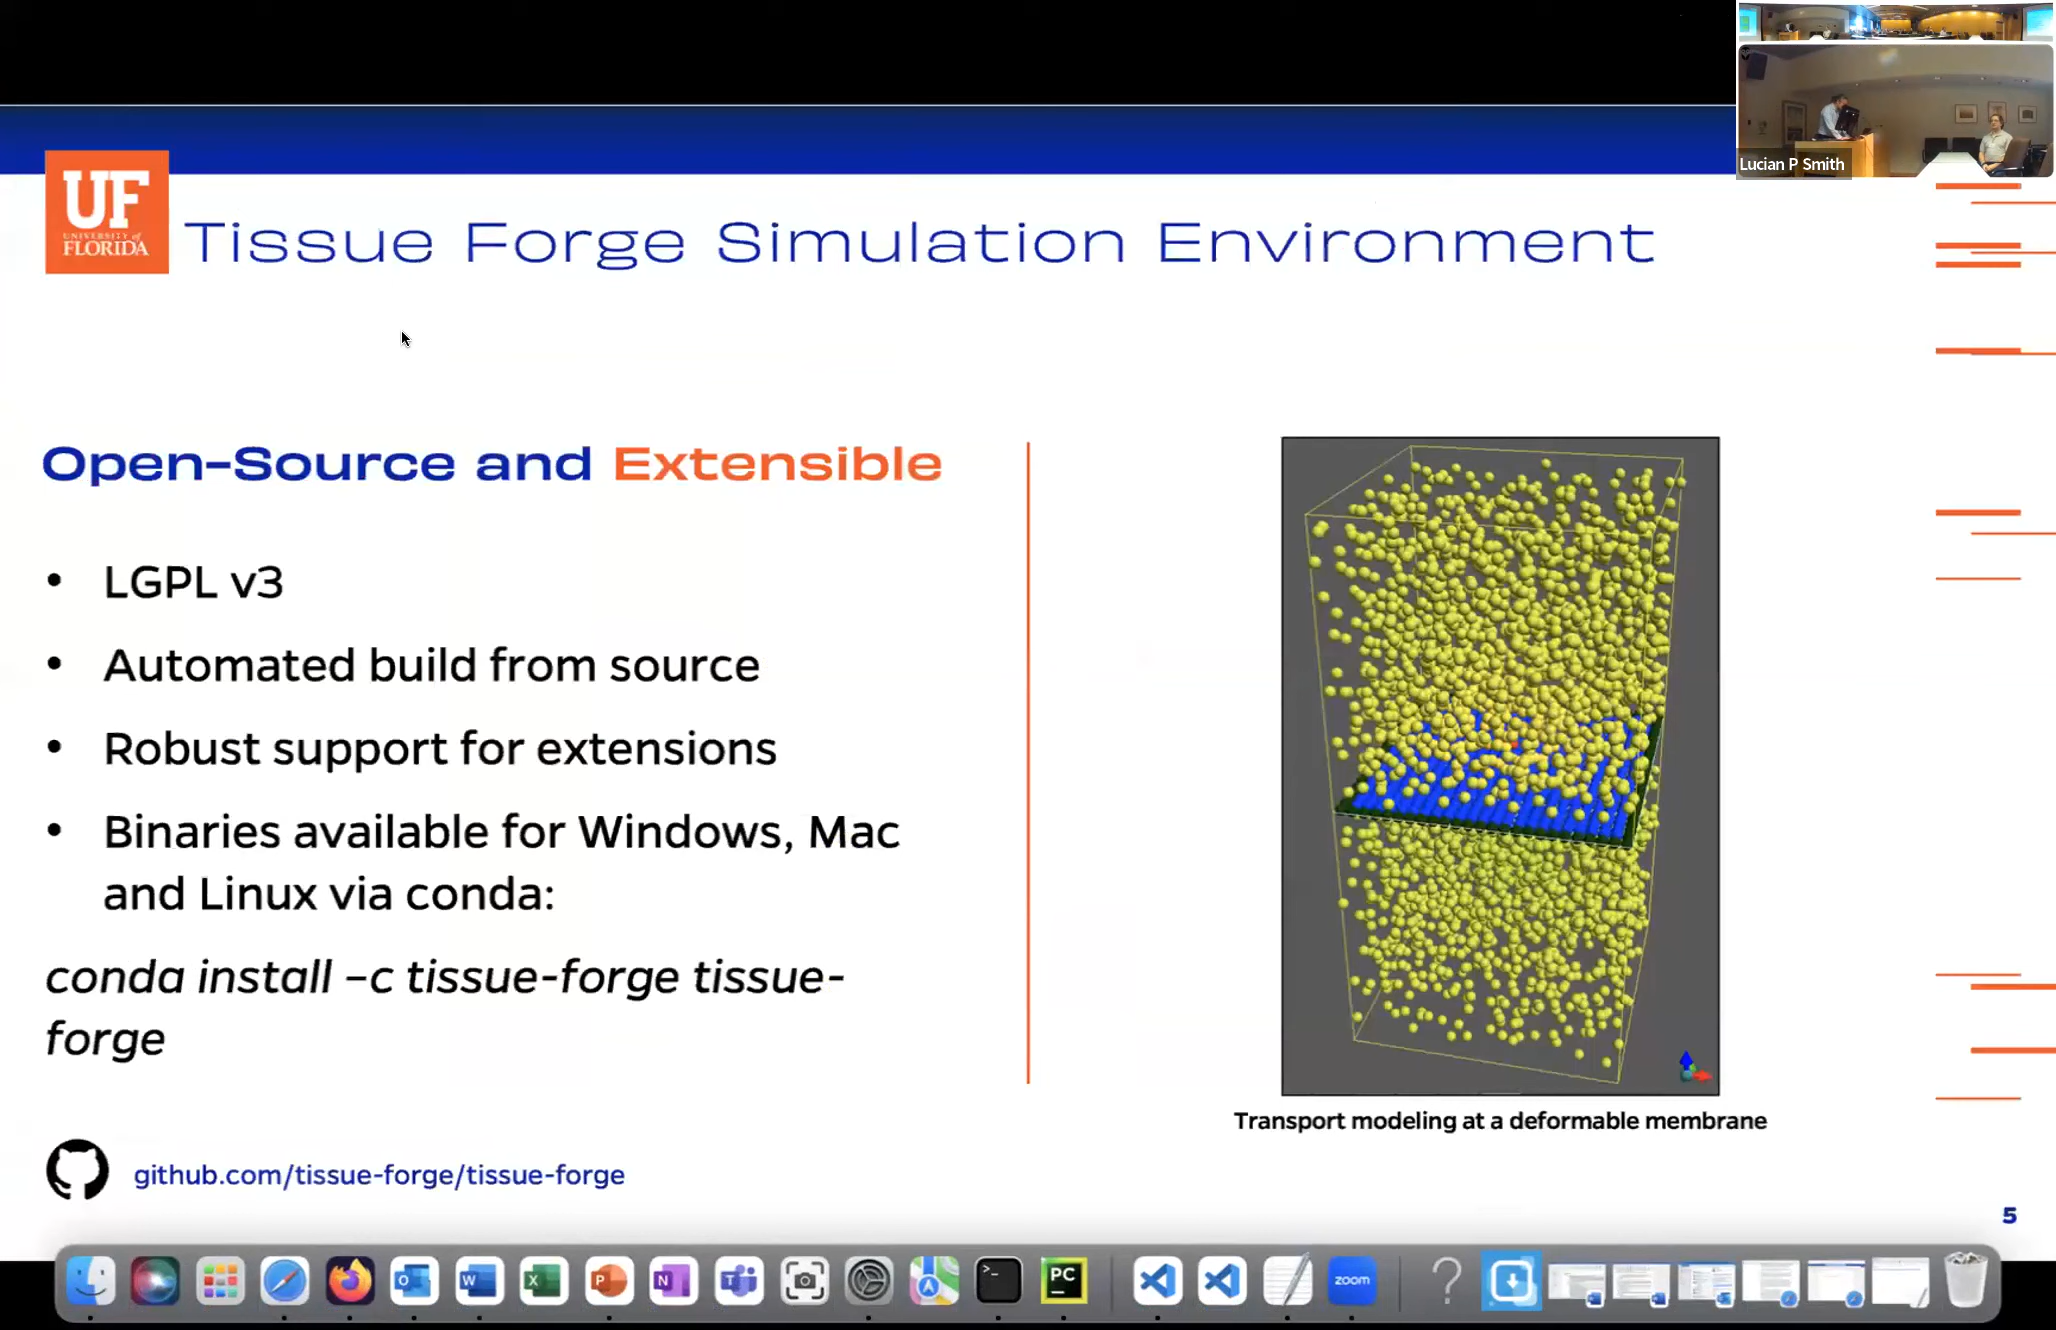 Lucian P Smith
UF
UNIVERSITY of
FLORIDA
Tissue Forge Simulation Environment
Open-Source and Extensible
• LGPL v3
• Automated build from source
• Robust support for extensions
• Binaries available for Windows, Mac
and Linux via conda:
conda install –c tissue-forge tissue-
forge
Transport modeling at a deformable membrane
github.com/tissue-forge/tissue-forge
5
PC
zoom